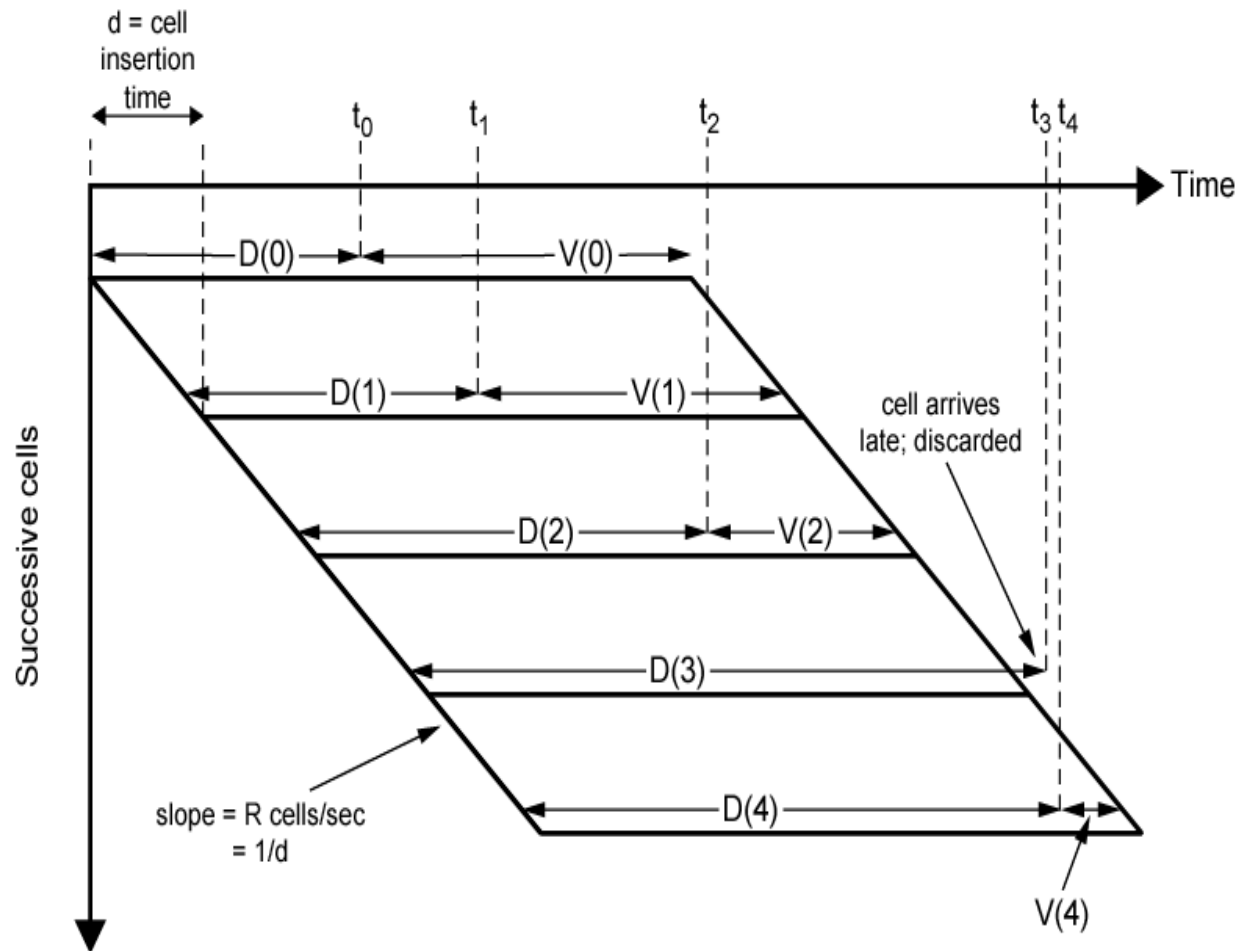 d = cell
insertion
time
t₀
t₁
t₂
t₃
t₄
Time
D(0)
V(0)
D(1)
V(1)
cell arrives
late; discarded
D(2)
V(2)
Successive cells
D(3)
slope = R cells/sec
= 1/d
D(4)
V(4)